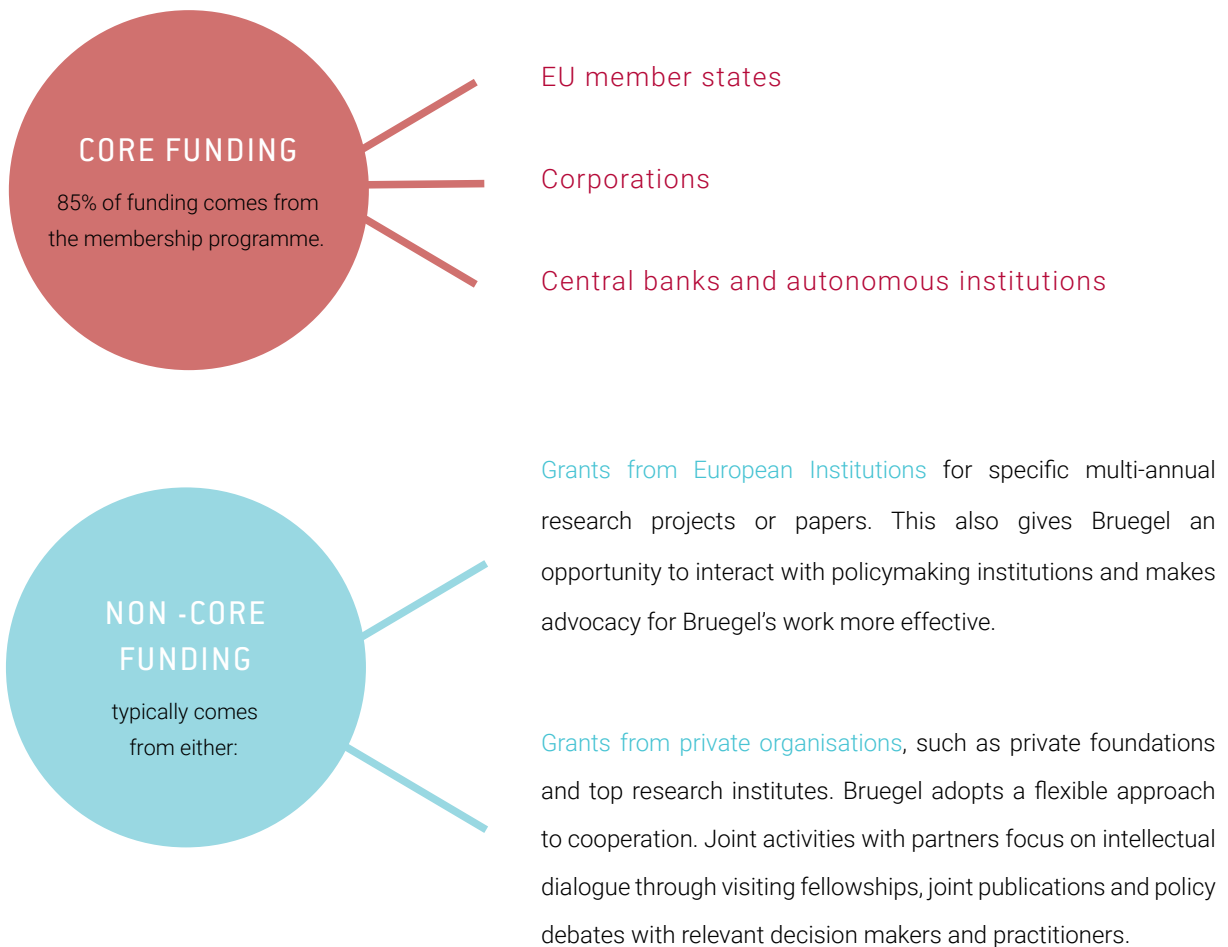 CORE FUNDING
85% of funding comes from
the membership programme.
EU member states
Corporations
Central banks and autonomous institutions
NON -CORE
FUNDING
typically comes
from either:
Grants from European Institutions for specific multi-annual
research projects or papers. This also gives Bruegel an
opportunity to interact with policymaking institutions and makes
advocacy for Bruegel’s work more effective.
Grants from private organisations, such as private foundations
and top research institutes. Bruegel adopts a flexible approach
to cooperation. Joint activities with partners focus on intellectual
dialogue through visiting fellowships, joint publications and policy
debates with relevant decision makers and practitioners.